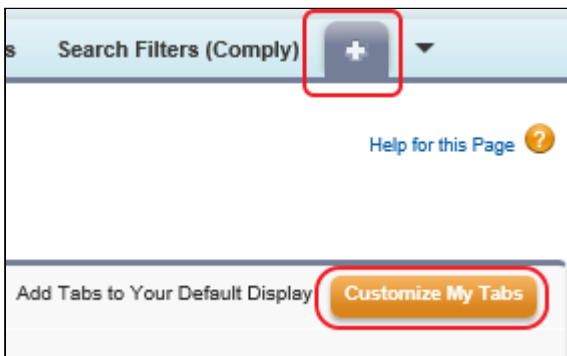 s Search Filters (Comply) +
Help for this Page ?
Add Tabs to Your Default Display Customize My Tabs